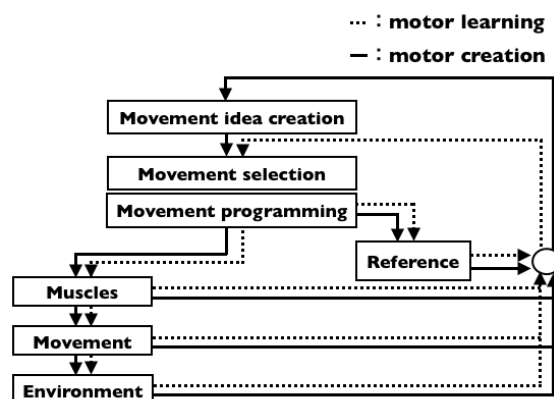 ··· : motor learning
— : motor creation
Movement idea creation
Movement selection
Movement programming
Reference
Muscles
Movement
Environment